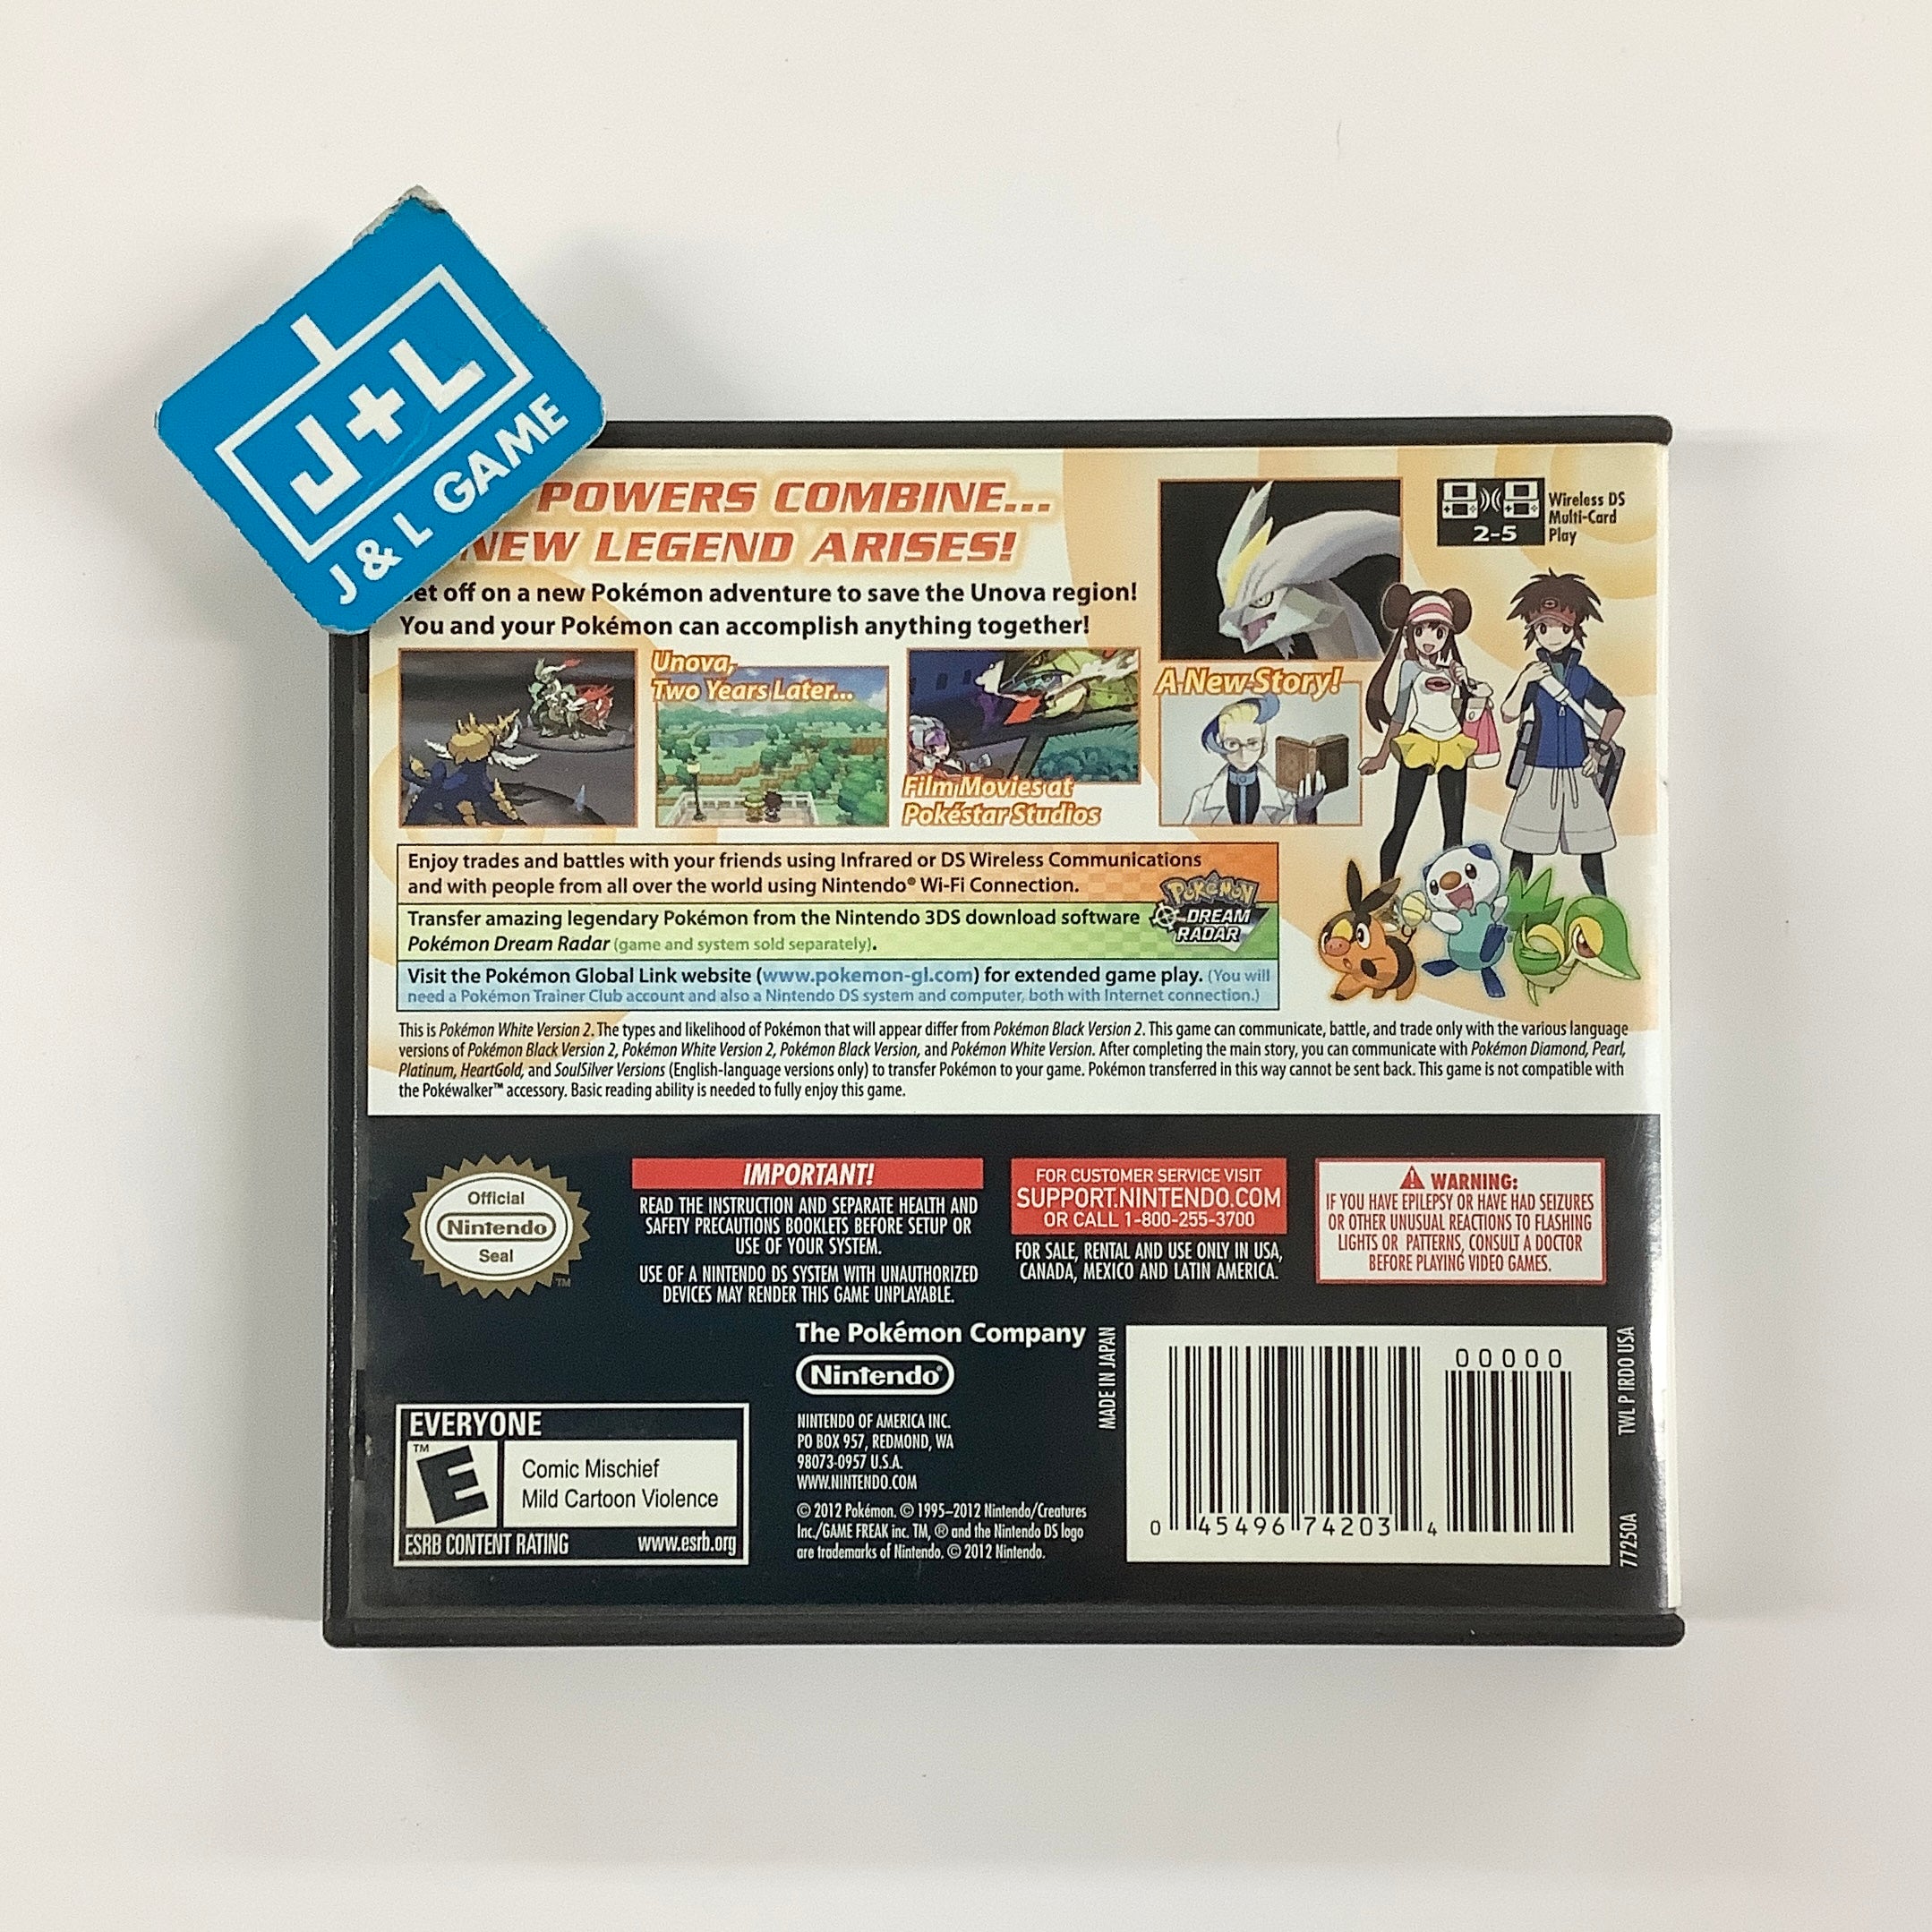 J+L
J & L GAME
POWERS COMBINE...
NEW LEGEND ARISES!
et off on a new Pokémon adventure to save the Unova region!
You and your Pokémon can accomplish anything together!
Wireless DS
Multi-Card
Play
2-5
Unova,
Two Years Later...
Film Movies at
Pokéstar Studios
A New Story!
Enjoy trades and battles with your friends using Infrared or DS Wireless Communications
and with people from all over the world using Nintendo® Wi-Fi Connection.
Transfer amazing legendary Pokémon from the Nintendo 3DS download software
Pokémon Dream Radar (game and system sold separately).
POKéMON
DREAM
RADAR
Visit the Pokémon Global Link website (www.pokemon-gl.com) for extended game play. (You will
need a Pokémon Trainer Club account and also a Nintendo DS system and computer, both with Internet connection.)
This is Pokémon White Version 2. The types and likelihood of Pokémon that will appear differ from Pokémon Black Version 2. This game can communicate, battle, and trade only with the various language
versions of Pokémon Black Version 2, Pokémon White Version 2, Pokémon Black Version, and Pokémon White Version. After completing the main story, you can communicate with Pokémon Diamond, Pearl,
Platinum, HeartGold, and SoulSilver Versions (English-language versions only) to transfer Pokémon to your game. Pokémon transferred in this way cannot be sent back. This game is not compatible with
the Pokéwalker™ accessory. Basic reading ability is needed to fully enjoy this game.
Official
Nintendo
Seal
TM
IMPORTANT!
READ THE INSTRUCTION AND SEPARATE HEALTH AND
SAFETY PRECAUTIONS BOOKLETS BEFORE SETUP OR
USE OF YOUR SYSTEM.
USE OF A NINTENDO DS SYSTEM WITH UNAUTHORIZED
DEVICES MAY RENDER THIS GAME UNPLAYABLE.
FOR CUSTOMER SERVICE VISIT
SUPPORT.NINTENDO.COM
OR CALL 1-800-255-3700
FOR SALE, RENTAL AND USE ONLY IN USA,
CANADA, MEXICO AND LATIN AMERICA.
WARNING:
IF YOU HAVE EPILEPSY OR HAVE HAD SEIZURES
OR OTHER UNUSUAL REACTIONS TO FLASHING
LIGHTS OR PATTERNS, CONSULT A DOCTOR
BEFORE PLAYING VIDEO GAMES.
EVERYONE
TM
E
Comic Mischief
Mild Cartoon Violence
ESRB CONTENT RATING www.esrb.org
The Pokémon Company
Nintendo®
NINTENDO OF AMERICA INC.
PO BOX 957, REDMOND, WA
98073-0957 U.S.A.
WWW.NINTENDO.COM
© 2012 Pokémon. © 1995–2012 Nintendo/Creatures
Inc./GAME FREAK inc. TM, ® and the Nintendo DS logo
are trademarks of Nintendo. © 2012 Nintendo.
MADE IN JAPAN
00000
0 45496 74203 4
TWL P IRDO USA
77250A